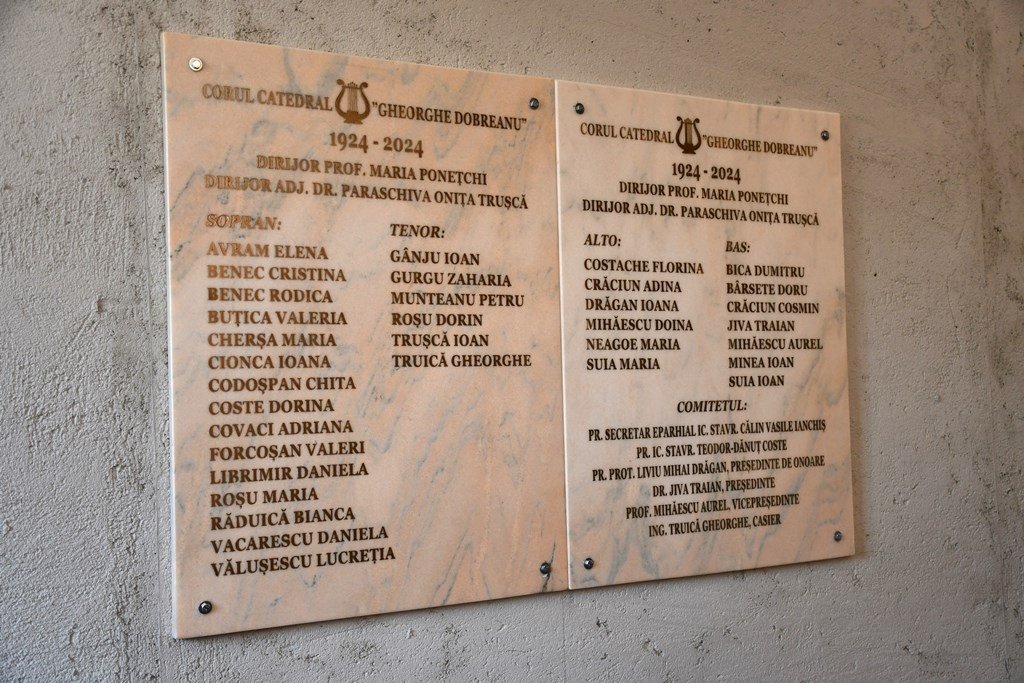 CORUL CATEDRAL "GHEORGHE DOBREANU"
1924 - 2024
DIRIJOR PROF. MARIA PONEȚCHI
DIRIJOR ADJ. DR. PARASCHIVA ONIȚA TRUȘCĂ
SOPRAN:
AVRAM ELENA
BENEC CRISTINA
BENEC RODICA
BUȚICA VALERIA
CHERȘA MARIA
CIONCA IOANA
CODOȘPAN CHITA
COSTE DORINA
COVACI ADRIANA
FORCOȘAN VALERI
LIBRIMIR DANIELA
ROȘU MARIA
RĂDUICĂ BIANCA
VACARESCU DANIELA
VĂLUȘESCU LUCREȚIA
TENOR:
GÂNJU IOAN
GURGU ZAHARIA
MUNTEANU PETRU
ROȘU DORIN
TRUȘCĂ IOAN
TRUICĂ GHEORGHE
CORUL CATEDRAL "GHEORGHE DOBREANU"
1924 - 2024
DIRIJOR PROF. MARIA PONEȚCHI
DIRIJOR ADJ. DR. PARASCHIVA ONIȚA TRUȘCĂ
ALTO:
COSTACHE FLORINA
CRĂCIUN ADINA
DRĂGAN IOANA
MIHĂESCU DOINA
NEAGOE MARIA
SUIA MARIA
BAS:
BICA DUMITRU
BÂRSETE DORU
CRĂCIUN COSMIN
JIVA TRAIAN
MIHĂESCU AUREL
MINEA IOAN
SUIA IOAN
COMITETUL:
PR. SECRETAR EPARHIAL IC. STAVR. CĂLIN VASILE IANCHIȘ
PR. IC. STAVR. TEODOR-DĂNUȚ COSTE
PR. PROT. LIVIU MIHAI DRĂGAN, PREȘEDINTE DE ONOARE
DR. JIVA TRAIAN, PREȘEDINTE
PROF. MIHĂESCU AUREL, VICEPREȘEDINTE
ING. TRUICĂ GHEORGHE, CASIER